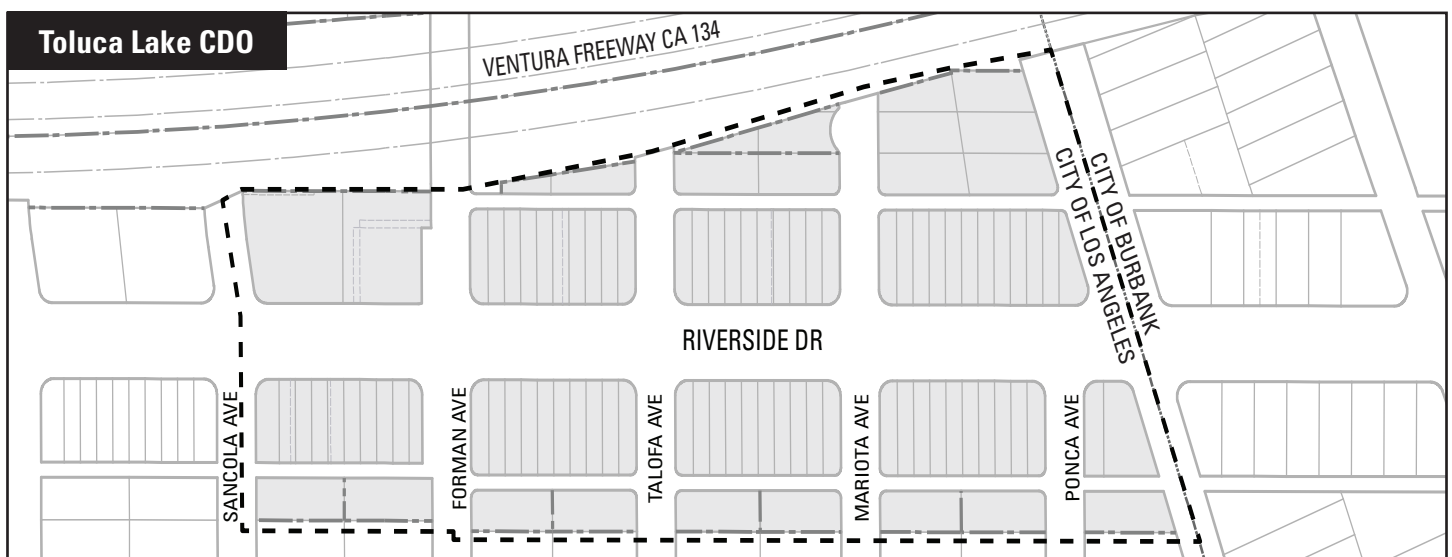 Toluca Lake CDO
VENTURA FREEWAY CA 134
CITY OF BURBANK
CITY OF LOS ANGELES
RIVERSIDE DR
SANCOLA AVE
FORMAN AVE
TALOFA AVE
MARIOTA AVE
PONCA AVE